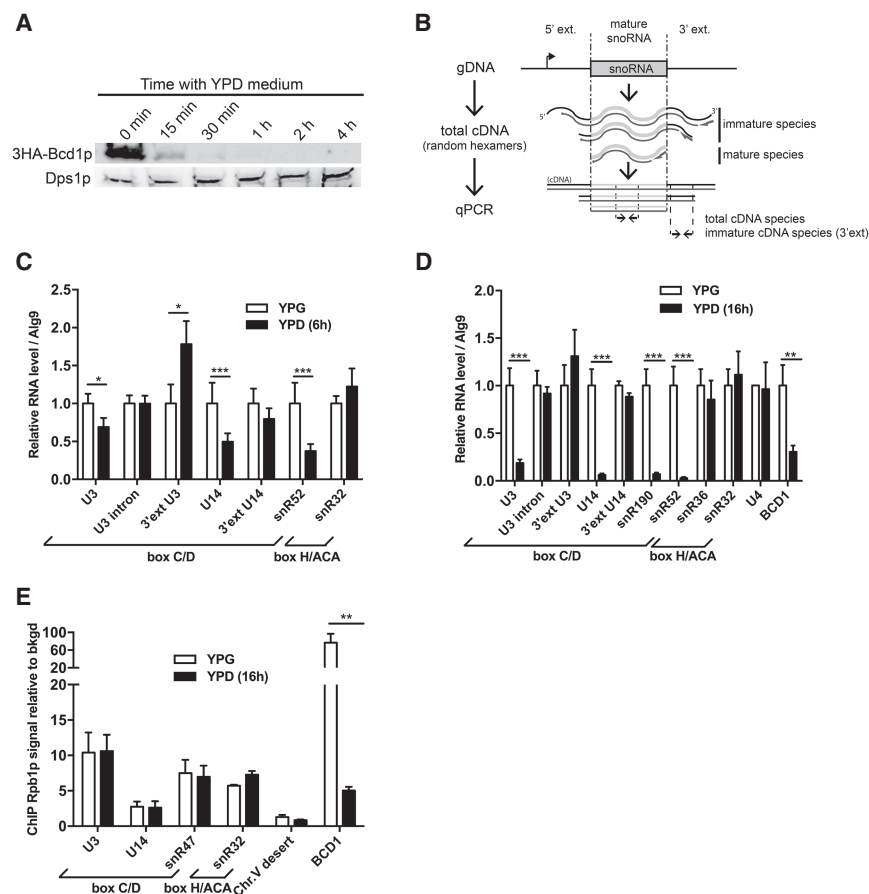 A
Time with YPD medium
0 min
15 min
30 min
1 h
2 h
4 h
3HA-Bcd1p
Dps1p
B
5' ext.
mature
snoRNA
3' ext.
gDNA
snoRNA
5'
3'
total cDNA
(random hexamers)
immature species
mature species
(cDNA)
qPCR
total cDNA species
immature cDNA species (3'ext)
C
Relative RNA level / Alg9
2.5
2.0
1.5
1.0
0.5
0.0
*
*
***
***
YPG
YPD (6h)
U3
U3 intron
3'ext U3
U14
3'ext U14
snR52
snR32
box C/D
box H/ACA
D
Relative RNA level / Alg9
2.0
1.5
1.0
0.5
0.0
YPG
YPD (16h)
***
***
***
***
**
U3
U3 intron
3'ext U3
U14
3'ext U14
snR190
snR52
snR36
snR32
U4
BCD1
box C/D
box H/ACA
E
ChIP Rpb1p signal relative to bkgd
100
60
20
20
15
10
5
0
YPG
YPD (16h)
**
U3
U14
snR47
snR32
Chr.V desert
BCD1
box C/D
box H/ACA